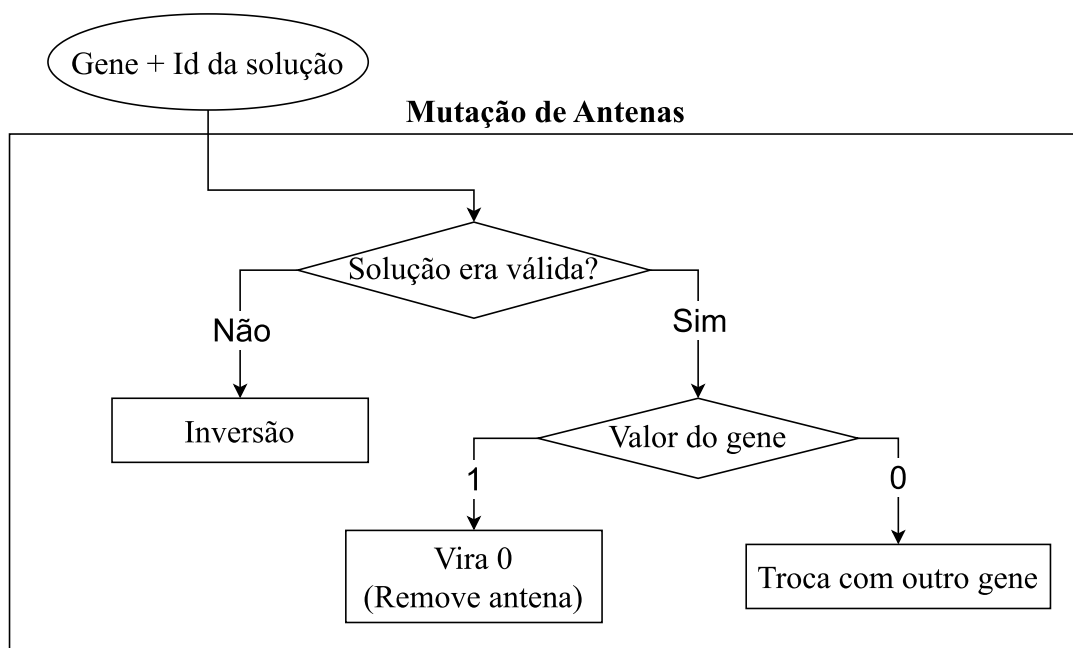 Gene + Id da solução
Mutação de Antenas
Solução era válida?
Não
Sim
Inversão
Valor do gene
1
0
Vira 0
(Remove antena)
Troca com outro gene